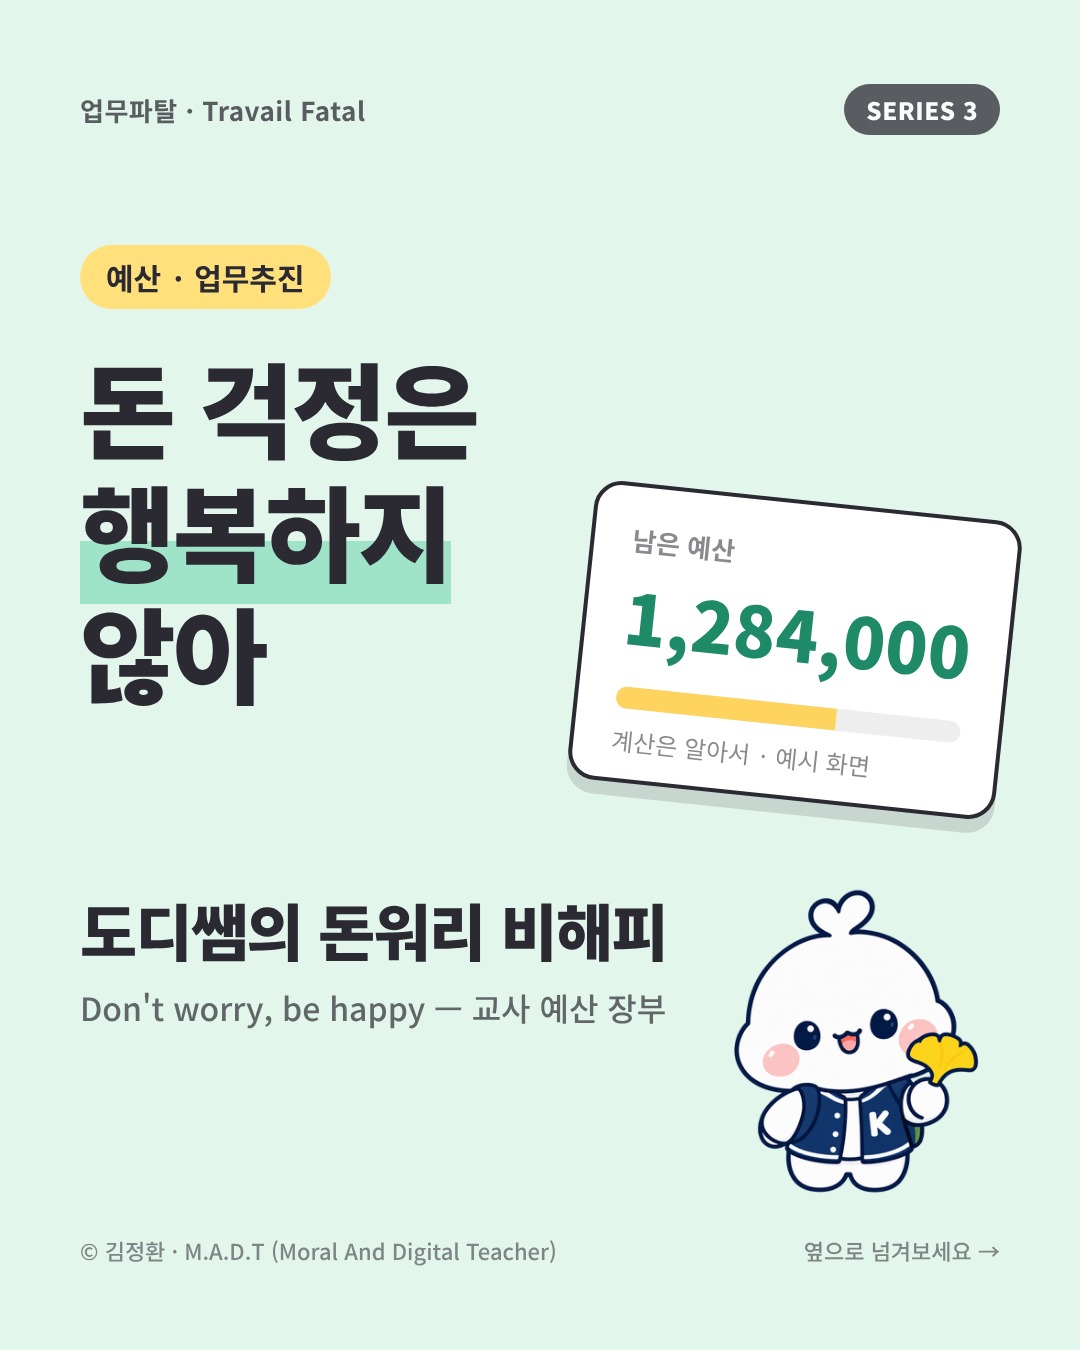 업무파탈 · Travail Fatal
SERIES 3
예산 · 업무추진
돈 걱정은
행복하지
않아
남은 예산
1,284,000
계산은 알아서 · 예시 화면
도디쌤의 돈워리 비해피
Don't worry, be happy — 교사 예산 장부
K
© 김정환 · M.A.D.T (Moral And Digital Teacher)
옆으로 넘겨보세요 →